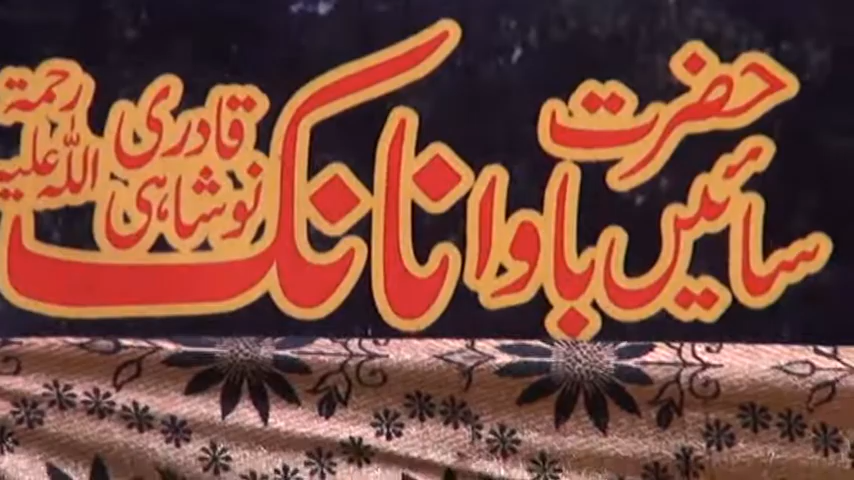 حضرت سائیں باوا نانک قادری نوشاہی رحمۃ اللہ علیہ